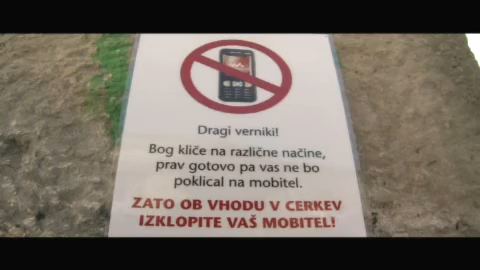 Dragi verniki!
Bog kliče na različne načine,
prav gotovo pa vas ne bo
poklical na mobitel.
ZATO OB VHODU V CERKEV
IZKLOPITE VAŠ MOBITEL!